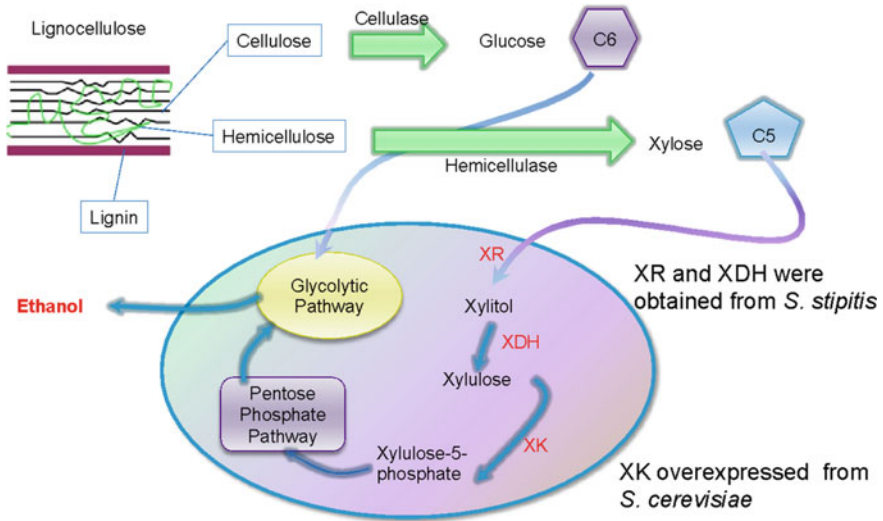 Lignocellulose
Cellulose
Cellulase
Glucose
C6
Hemicellulose
Hemicellulase
Xylose
C5
Lignin
Ethanol
Glycolytic
Pathway
XR
Xylitol
XDH
Xylulose
XK
Xylulose-5-
phosphate
Pentose
Phosphate
Pathway
XR and XDH were
obtained from S. stipitis
XK overexpressed from
S. cerevisiae